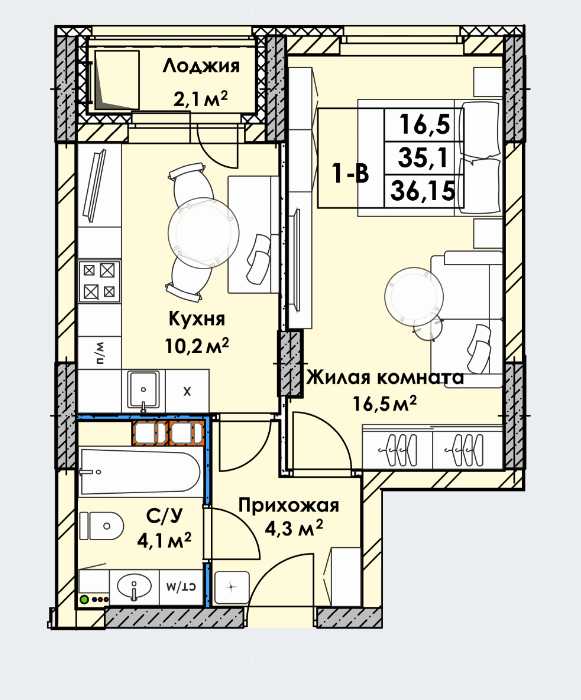 Лоджия
2,1 м²
1-В
16,5
35,1
36,15
Кухня
10,2 м²
М/П
X
Жилая комната
16,5 м²
С/У
4,1 м²
Прихожая
4,3 м²
СТ/М